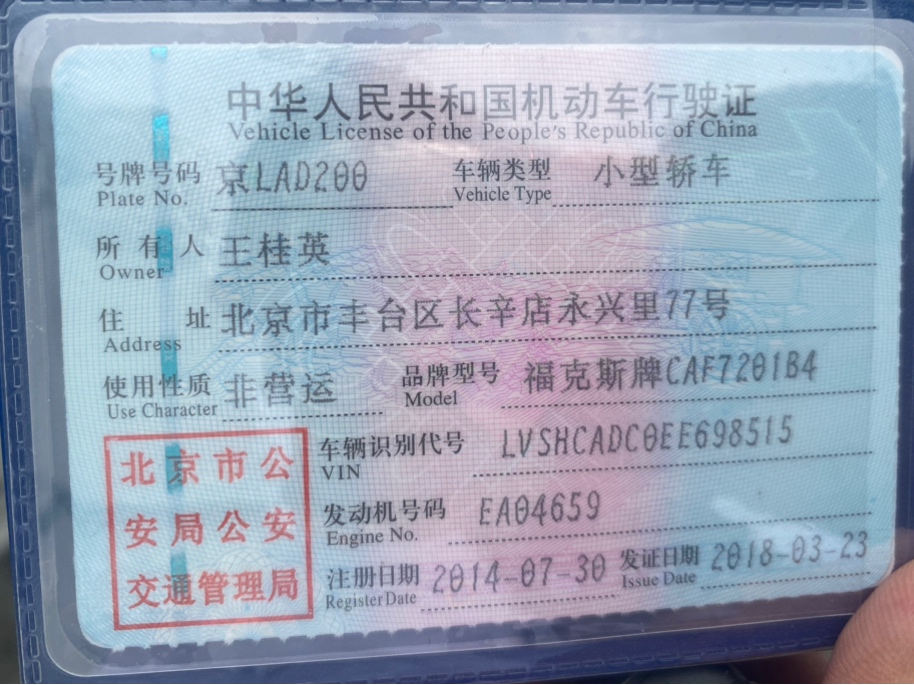 中华人民共和国机动车行驶证
Vehicle License of the People's Republic of China
号牌号码 京LAD200 车辆类型 小型轿车
Plate No. Vehicle Type
所有人 王桂英
Owner
住址 北京市丰台区长辛店永兴里77号
Address
使用性质 非营运 品牌型号 福克斯牌CAF7201B4
Use Character Model
北京市公
安局公安
交通管理局
车辆识别代号 LVSHCADC0EE698515
VIN
发动机号码 EA04659
Engine No.
注册日期 2014-07-30 发证日期 2018-03-23
Register Date Issue Date